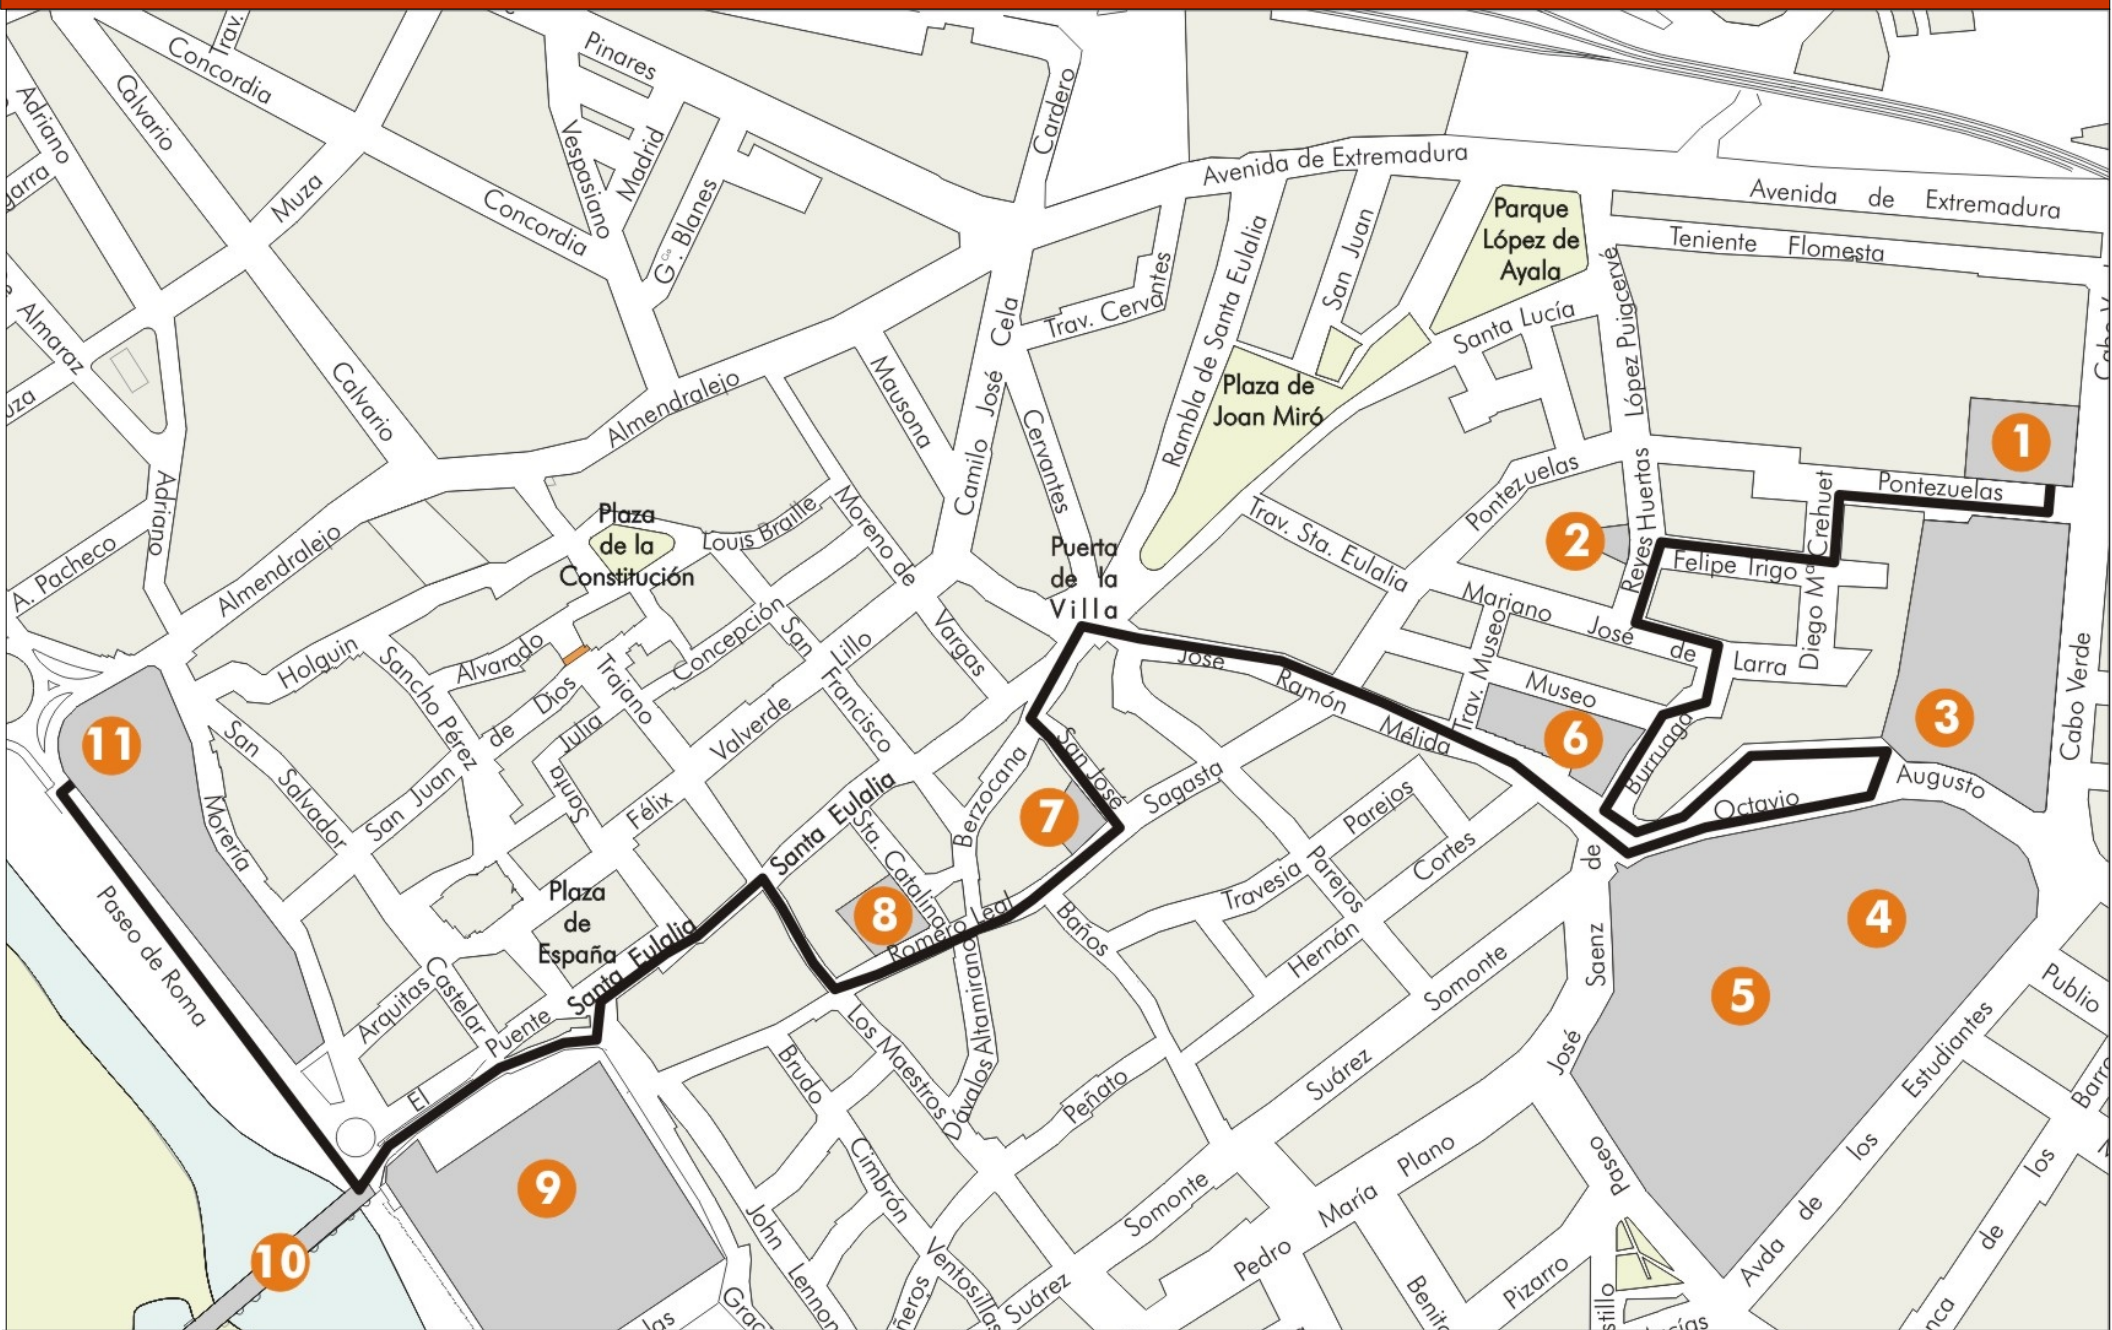 Trav.
Concordia
Pinares
Cardero
Adriano
Calvario
Muza
Vespasiano
Madrid
Gº. Blanes
Concordia
Avenida de Extremadura
Avenida de Extremadura
Teniente Flomesta
Parque
López de
Ayala
San Juan
Rambla de Santa Eulalia
Trav. Cervantes
Santa Lucía
López Puigcervé
Almaraz
Calvario
Almendralejo
Mausona
Camilo José Cela
Cervantes
Plaza de
Joan Miró
1
Pontezuelas
Pontezuelas
Reyes Huertas
Diego Mª Crehuet
2
Felipe Trigo
Adriano
A. Pacheco
Almendralejo
Plaza
de la
Constitución
Louis Braille
Moreno de
Vargas
Puerta
de la
Villa
Trav. Sta. Eulalia
Mariano José de Larra
Trav. Museo
Museo
Holguin
Sancho Pérez
Alvarado
Trajano
Concepción
San Francisco
Lillo
San Juan de Dios
Santa Julia
Valverde
Félix
José Ramón Mélida
6
3
Cabo Verde
Burruaga
Octavio Augusto
11
San Salvador
Morería
Santa Eulalia
Sta. Catalina
Berzocana
San José
7
Sagasta
Parejos
Travesia Parejos
Cortes
Hernán
8
Romero Leal
Baños
Plaza
de
España
Santa Eulalia
Paseo de Roma
Arquitas
Castelar
El Puente
Paseo José Saenz de
4
5
Somonte
Suárez
Los Maestros
Dávalos Altamirano
Brudo
Peñato
Publio
Avda de los Estudiantes
9
10
Cimbrón
John Lennon
Ventosillas
Suárez
Somonte
Pedro María Plano
Pizarro
de los